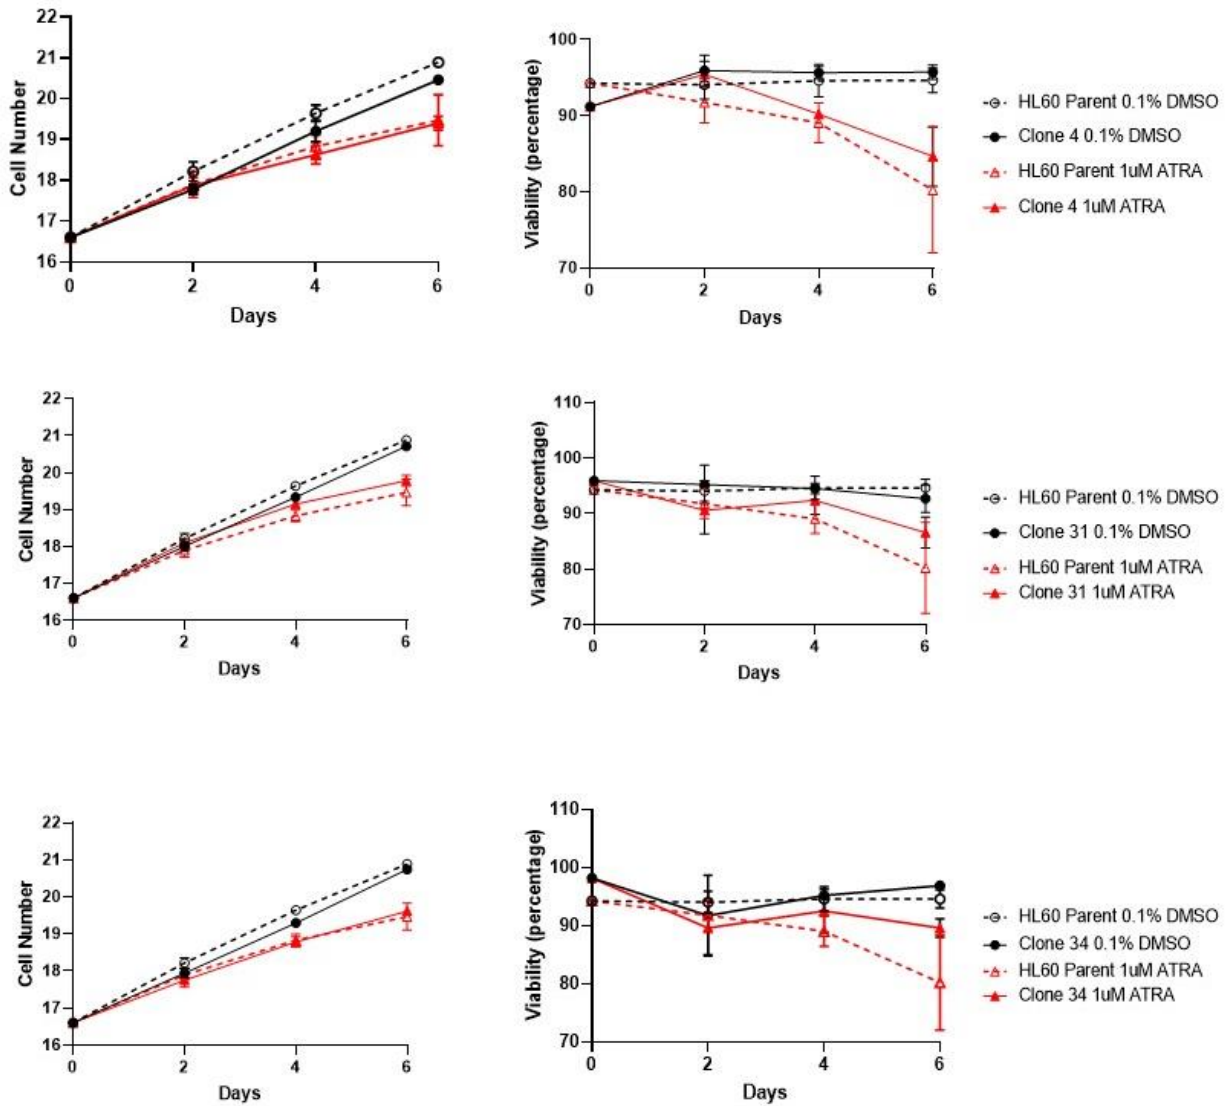 22
21
20
19
18
17
16
Cell Number
0 2 4 6
Days
100
90
80
70
Viability (percentage)
0 2 4 6
Days
HL60 Parent 0.1% DMSO
Clone 4 0.1% DMSO
HL60 Parent 1uM ATRA
Clone 4 1uM ATRA
22
21
20
19
18
17
16
Cell Number
0 2 4 6
Days
110
100
90
80
70
Viability (percentage)
0 2 4 6
Days
HL60 Parent 0.1% DMSO
Clone 31 0.1% DMSO
HL60 Parent 1uM ATRA
Clone 31 1uM ATRA
22
21
20
19
18
17
16
Cell Number
0 2 4 6
Days
110
100
90
80
70
Viability (percentage)
0 2 4 6
Days
HL60 Parent 0.1% DMSO
Clone 34 0.1% DMSO
HL60 Parent 1uM ATRA
Clone 34 1uM ATRA